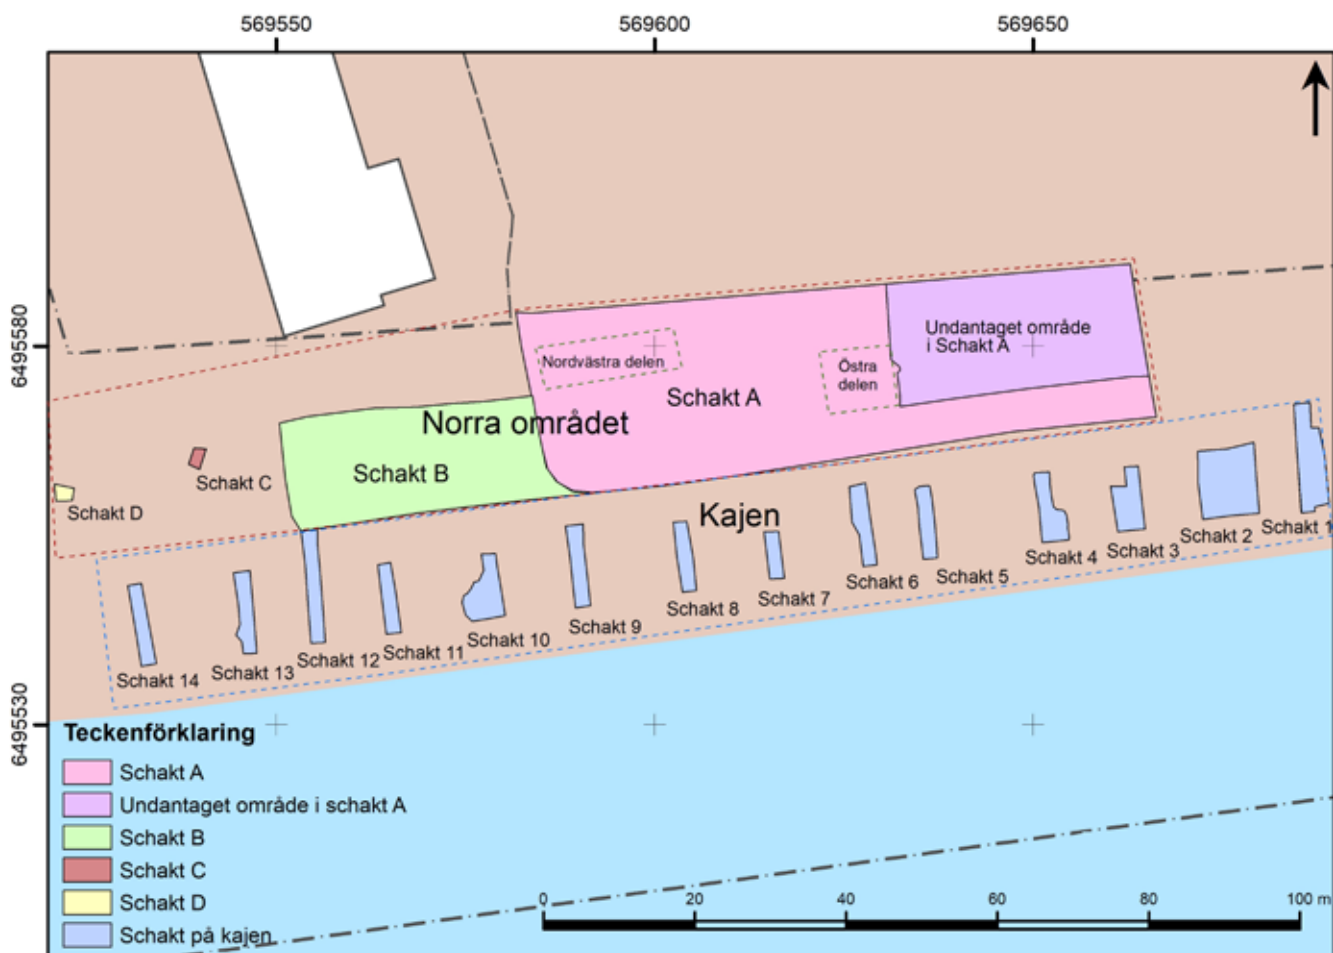 569550
569600
569650
6495580
6495530
Undantaget område
i Schakt A
Nordvästra delen
Östra
delen
Schakt A
Norra området
Schakt B
Schakt C
Schakt D
Kajen
Schakt 1
Schakt 2
Schakt 3
Schakt 4
Schakt 5
Schakt 6
Schakt 7
Schakt 8
Schakt 9
Schakt 10
Schakt 11
Schakt 12
Schakt 13
Schakt 14
Teckenförklaring
Schakt A
Undantaget område i schakt A
Schakt B
Schakt C
Schakt D
Schakt på kajen
0 20 40 60 80 100 m